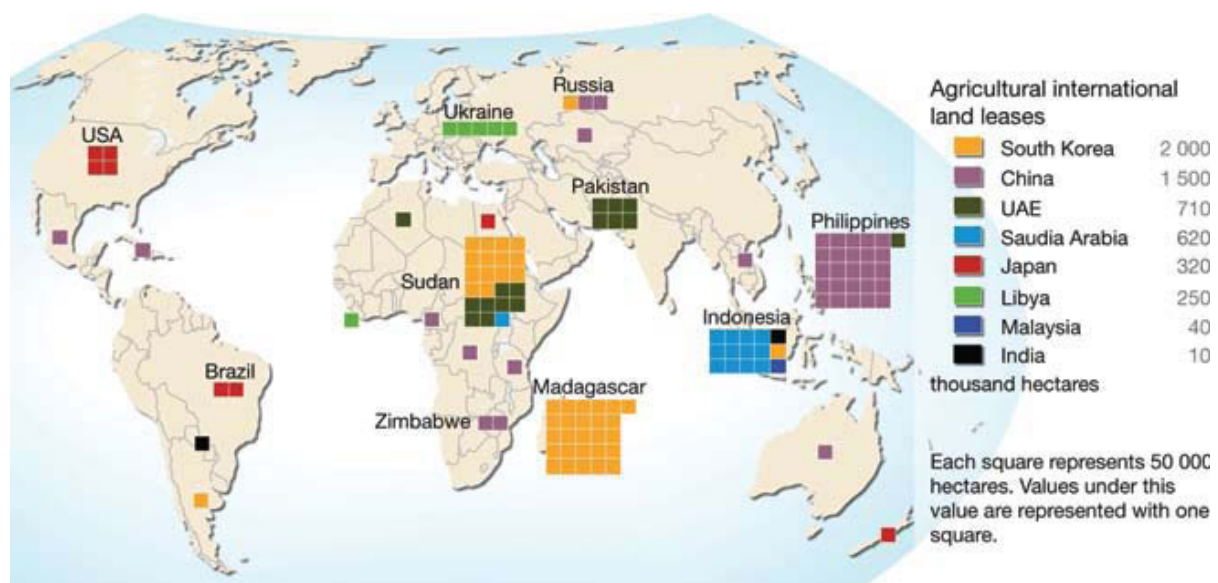 Russia
Ukraine
USA
Pakistan
Philippines
Sudan
Indonesia
Brazil
Madagascar
Zimbabwe
Agricultural international
land leases
South Korea 2 000
China 1 500
UAE 710
Saudia Arabia 620
Japan 320
Libya 250
Malaysia 40
India 10
thousand hectares
Each square represents 50 000
hectares. Values under this
value are represented with one
square.